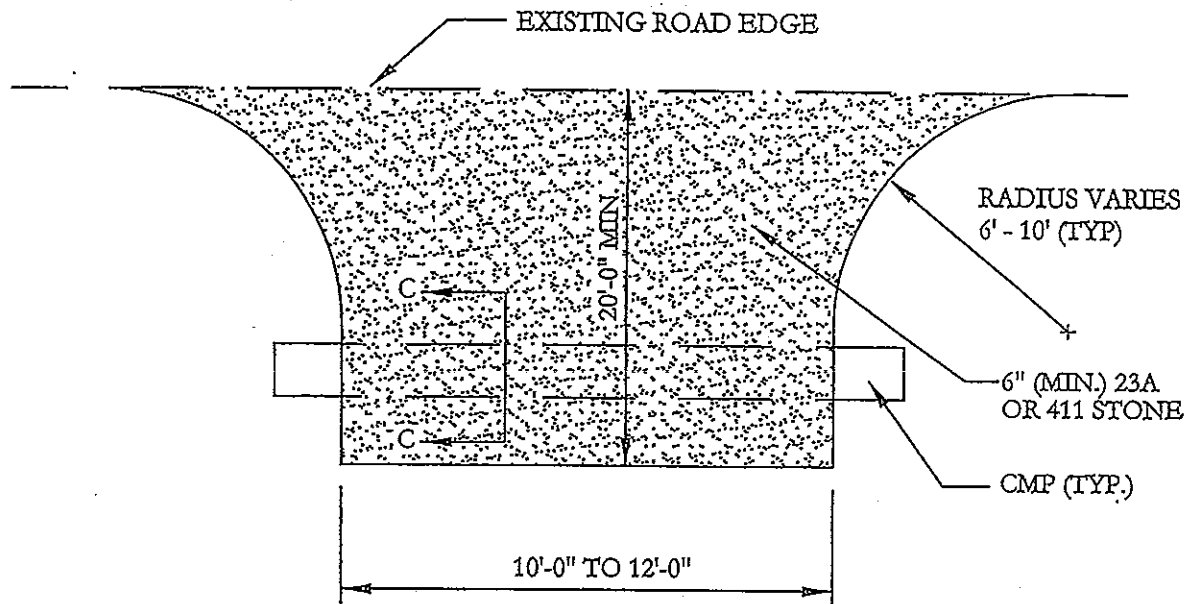 EXISTING ROAD EDGE
RADIUS VARIES
6' - 10' (TYP)
20'-0" MIN.
C
C
6" (MIN.) 23A
OR 411 STONE
CMP (TYP.)
10'-0" TO 12'-0"